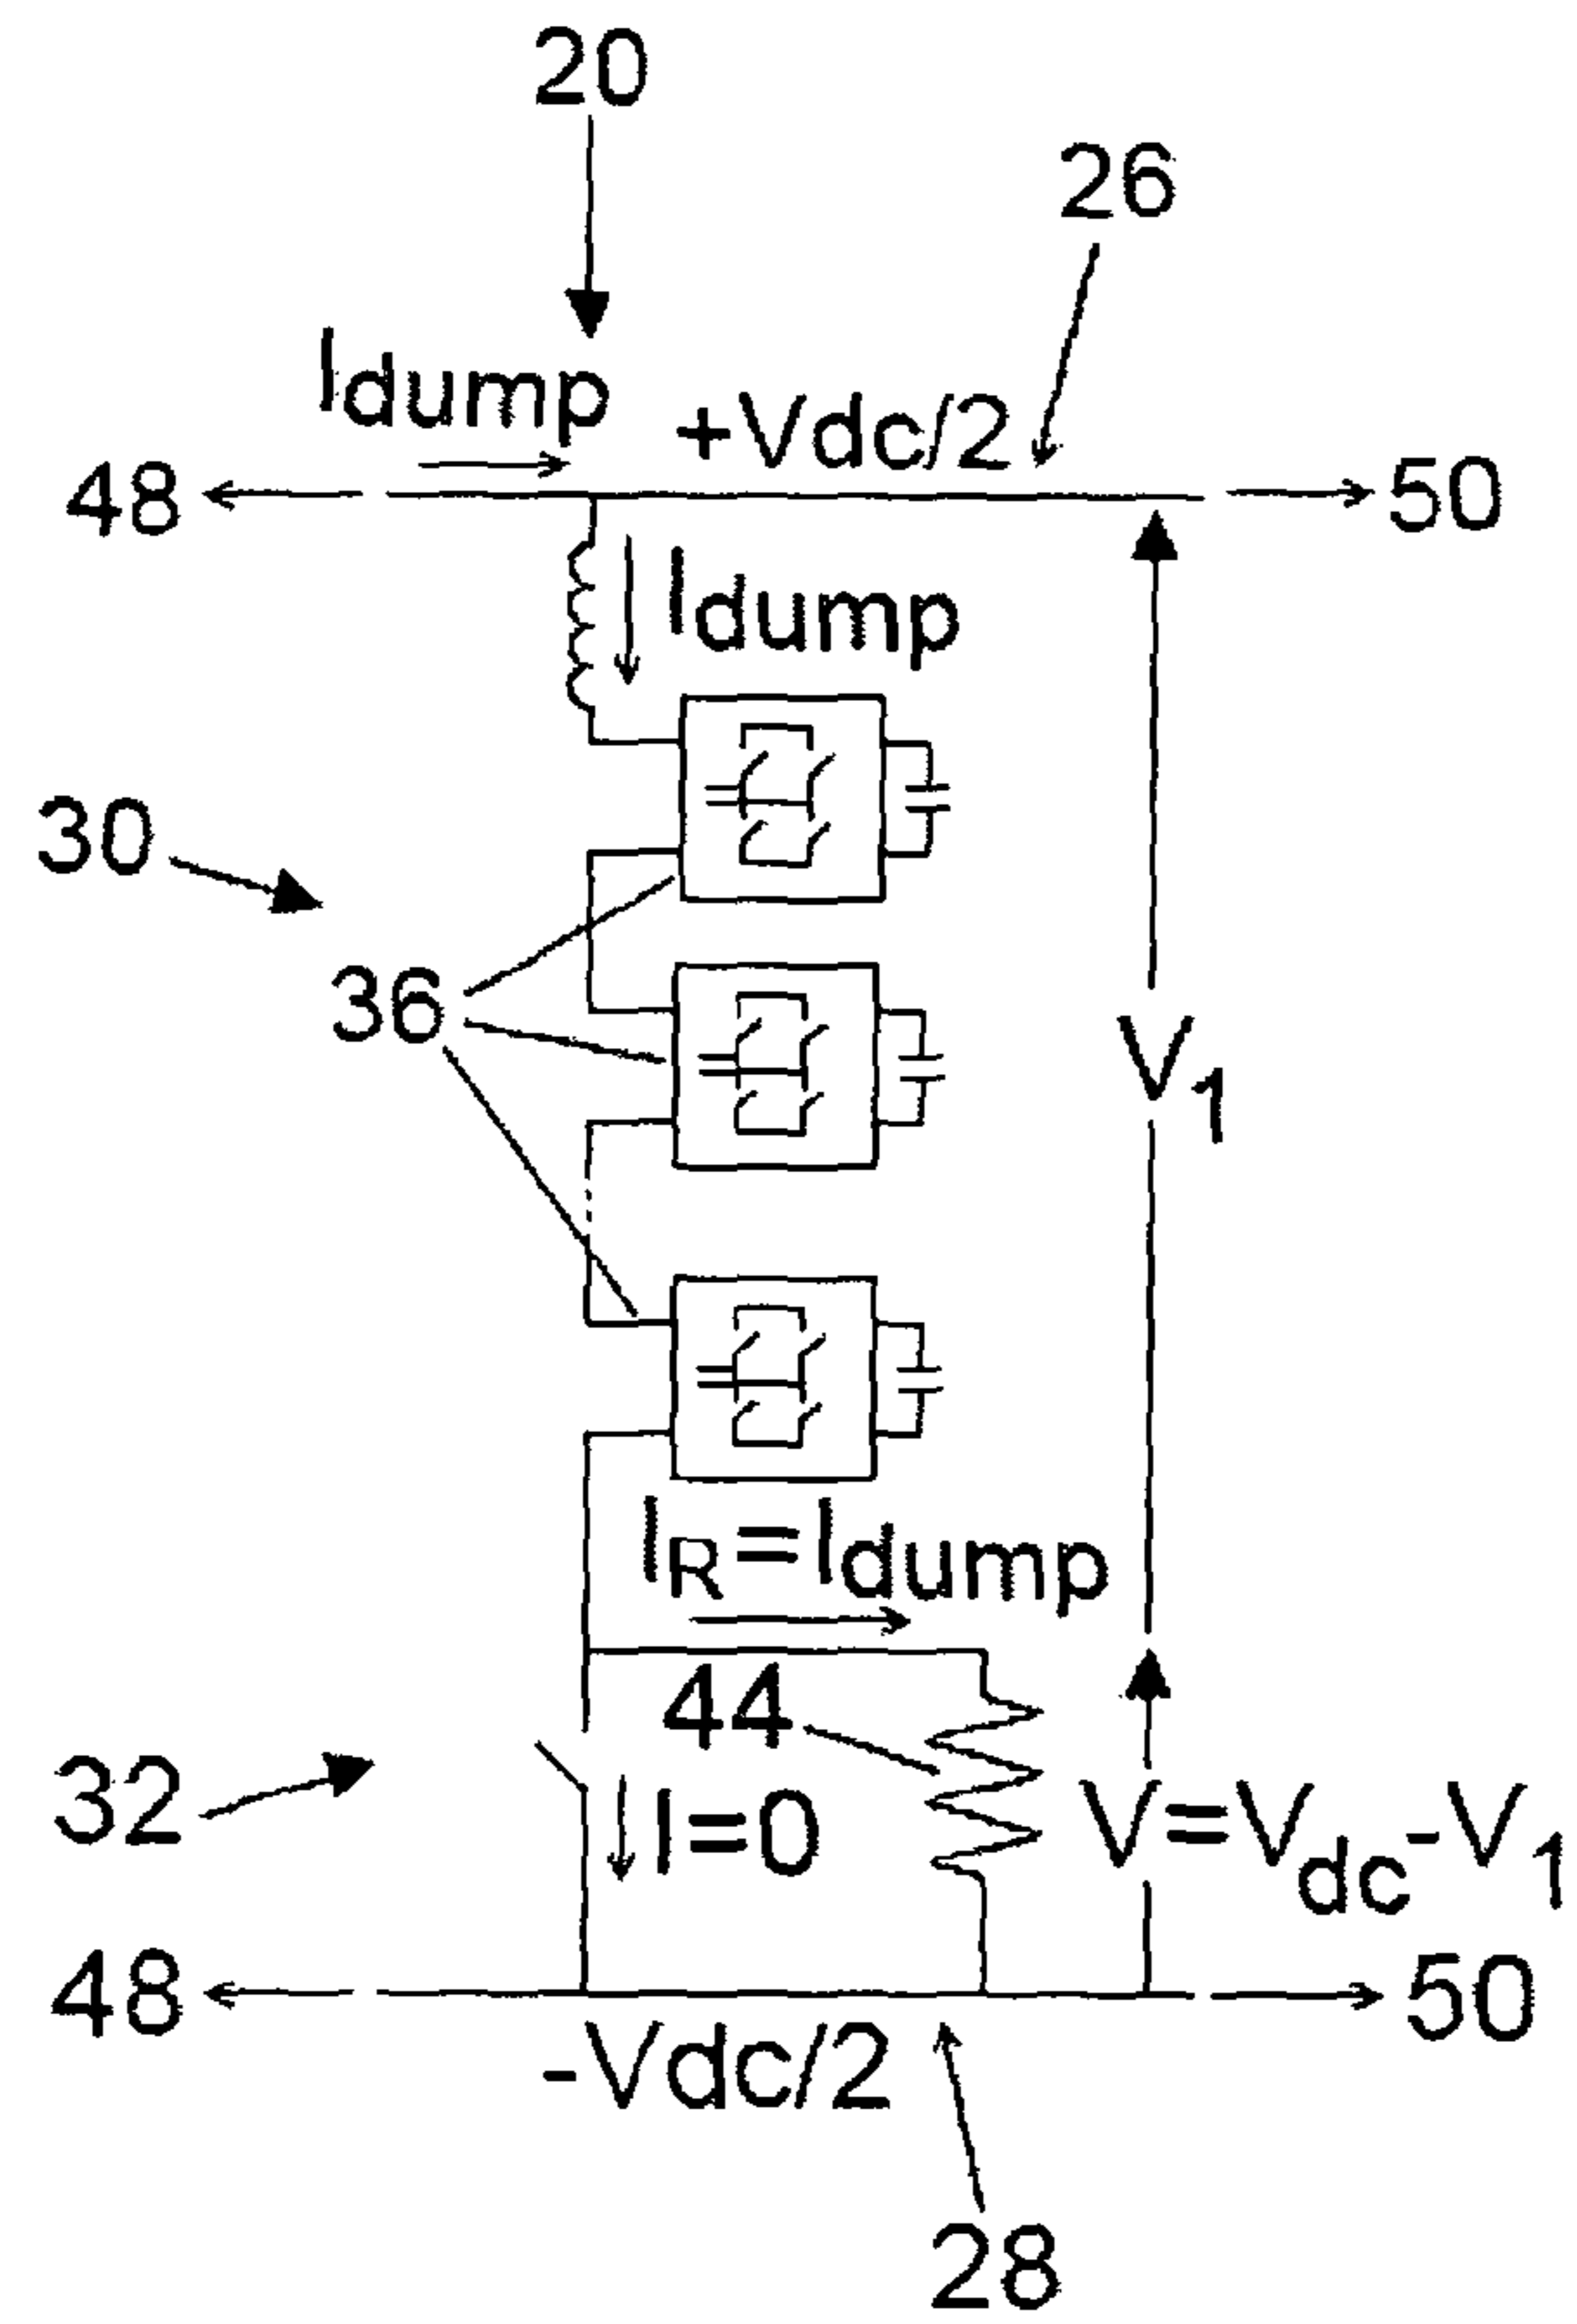 20
26
Idump
+Vdc/2
48
50
Idump
30
36
V1
IR=Idump
44
32
I=0
V=Vdc-V1
48
50
-Vdc/2
28